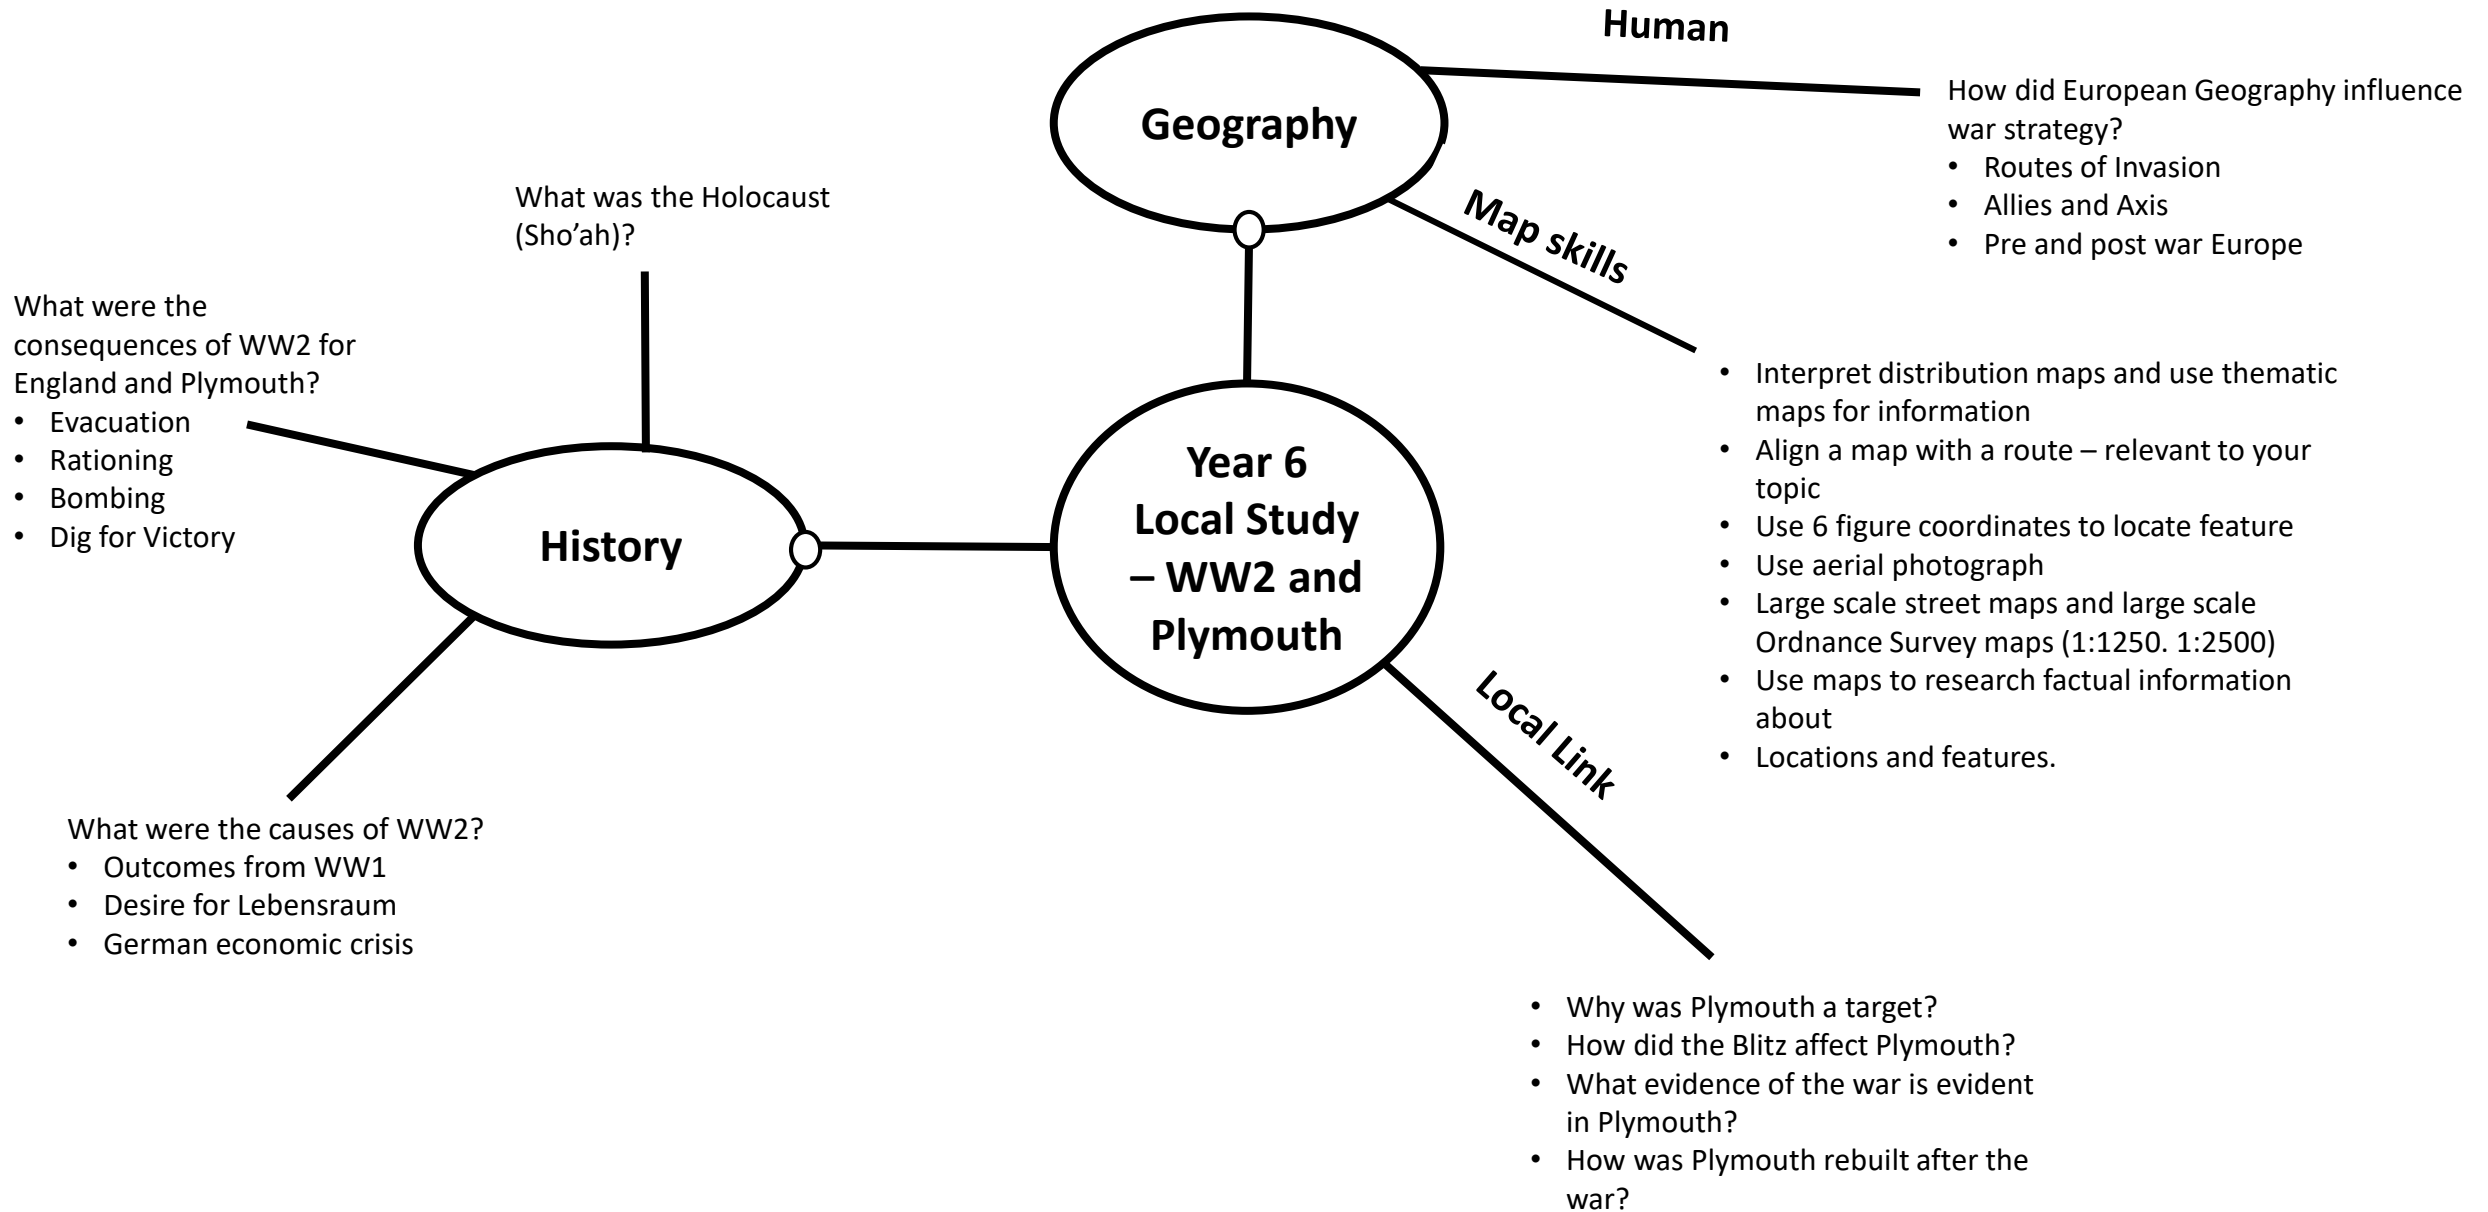 Human
Geography
How did European Geography influence
war strategy?
• Routes of Invasion
• Allies and Axis
• Pre and post war Europe
Map skills
• Interpret distribution maps and use thematic
maps for information
• Align a map with a route – relevant to your
topic
• Use 6 figure coordinates to locate feature
• Use aerial photograph
• Large scale street maps and large scale
Ordnance Survey maps (1:1250. 1:2500)
• Use maps to research factual information
about
• Locations and features.
What was the Holocaust
(Sho’ah)?
What were the
consequences of WW2 for
England and Plymouth?
• Evacuation
• Rationing
• Bombing
• Dig for Victory
History
Year 6
Local Study
– WW2 and
Plymouth
What were the causes of WW2?
• Outcomes from WW1
• Desire for Lebensraum
• German economic crisis
Local Link
• Why was Plymouth a target?
• How did the Blitz affect Plymouth?
• What evidence of the war is evident
in Plymouth?
• How was Plymouth rebuilt after the
war?